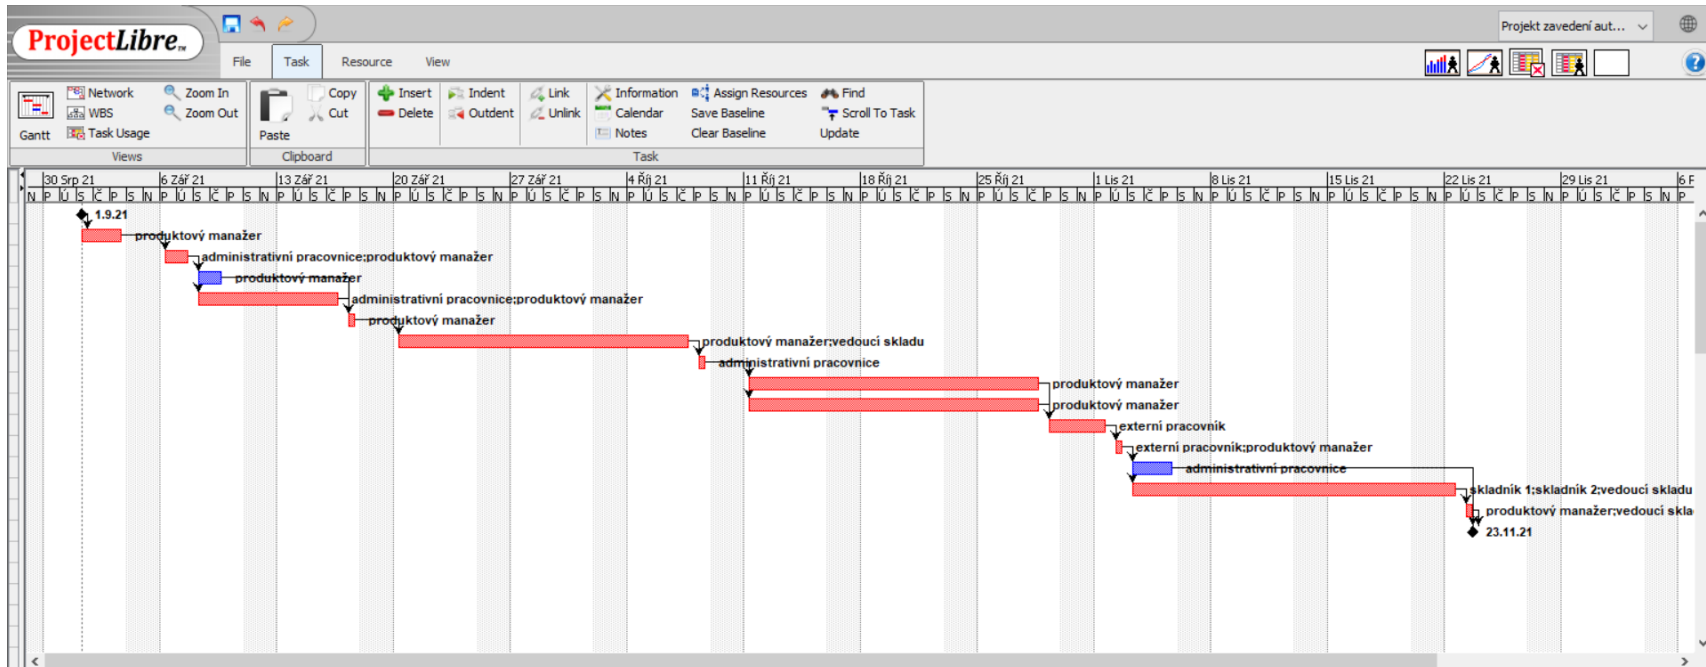 ProjectLibre™
Projekt zavedení aut...
File Task Resource View
Network Zoom In Copy Insert Indent Link Information Assign Resources Find
WBS Zoom Out Cut Delete Outdent Unlink Calendar Save Baseline Scroll To Task
Gantt Task Usage Paste Notes Clear Baseline Update
Views Clipboard Task
30 Srp 21 6 Zář 21 13 Zář 21 20 Zář 21 27 Zář 21 4 Říj 21 11 Říj 21 18 Říj 21 25 Říj 21 1 Lis 21 8 Lis 21 15 Lis 21 22 Lis 21 29 Lis 21 6 P
N P Ú S Č P S N P Ú S Č P S N P Ú S Č P S N P Ú S Č P S N P Ú S Č P S N P Ú S Č P S N P Ú S Č P S N P Ú S Č P S N P Ú S Č P S N P Ú S Č P S N P Ú S Č P S N P Ú S Č P S N P Ú S Č P S N P Ú S Č P S N P
1.9.21
produktový manažer
administrativní pracovnice;produktový manažer
produktový manažer
administrativní pracovnice;produktový manažer
produktový manažer
produktový manažer;vedoucí skladu
administrativní pracovnice
produktový manažer
produktový manažer
externí pracovník
externí pracovník;produktový manažer
administrativní pracovnice
skladník 1;skladník 2;vedoucí skladu
produktový manažer;vedoucí skla
23.11.21